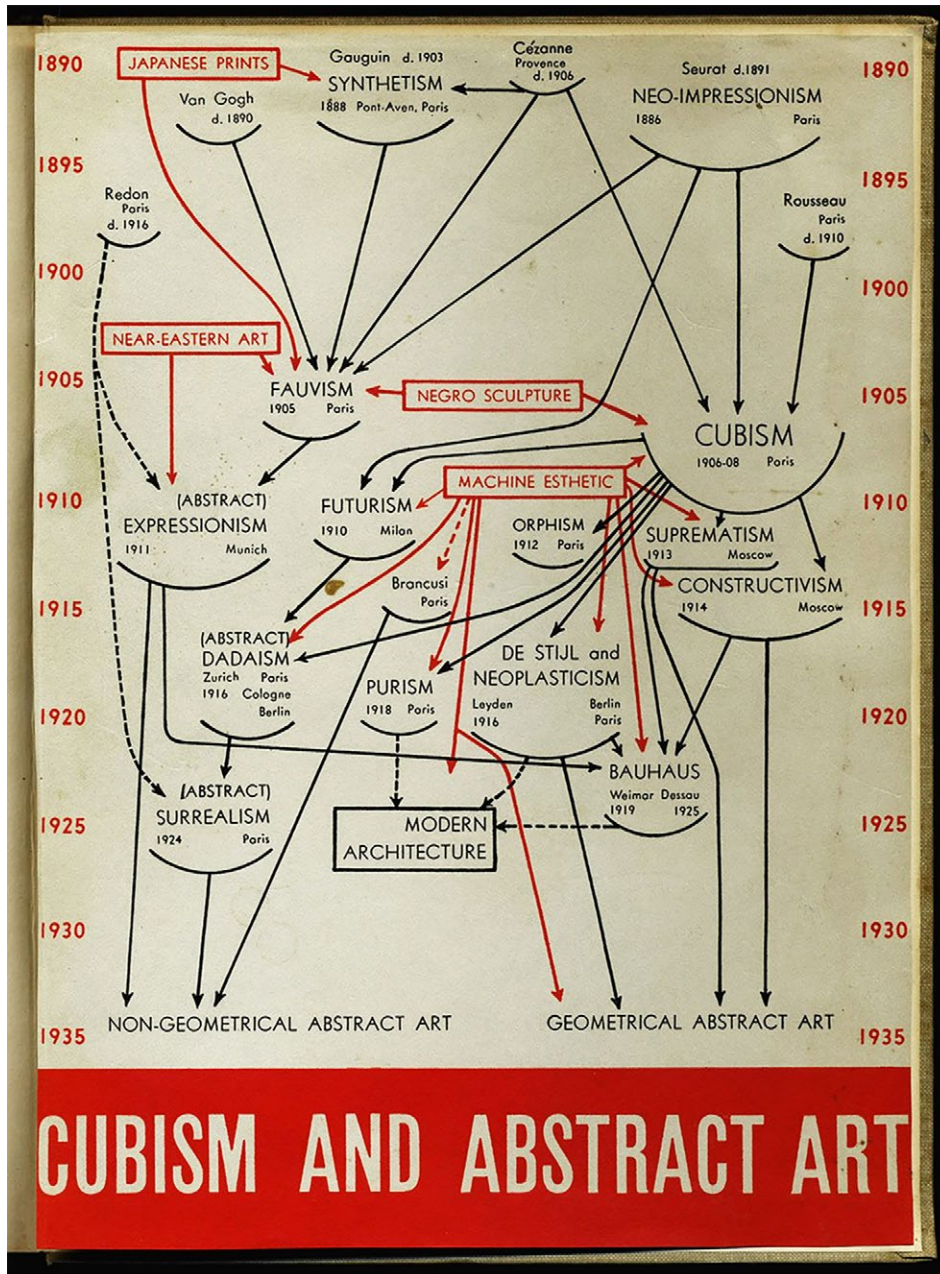 1890
JAPANESE PRINTS
Gauguin d. 1903
SYNTHETISM
1888 Pont-Aven, Paris
Cézanne
Provence
d. 1906
Seurat d.1891
NEO-IMPRESSIONISM
1886 Paris
1890
Van Gogh
d. 1890
1895
1895
Redon
Paris
d. 1916
Rousseau
Paris
d. 1910
1900
1900
NEAR-EASTERN ART
1905
FAUVISM
1905 Paris
NEGRO SCULPTURE
1905
CUBISM
1906-08 Paris
MACHINE ESTHETIC
1910
(ABSTRACT)
EXPRESSIONISM
1911 Munich
FUTURISM
1910 Milan
ORPHISM
1912 Paris
SUPREMATISM
1913 Moscow
1910
Brancusi
Paris
CONSTRUCTIVISM
1914 Moscow
1915
1915
(ABSTRACT)
DADAISM
Zurich Paris
1916 Cologne
Berlin
PURISM
1918 Paris
DE STIJL and
NEOPLASTICISM
Leyden Berlin
1916 Paris
1920
1920
BAUHAUS
Weimar Dessau
1919 1925
(ABSTRACT)
SURREALISM
1924 Paris
1925
MODERN
ARCHITECTURE
1925
1930
1930
NON-GEOMETRICAL ABSTRACT ART
GEOMETRICAL ABSTRACT ART
1935
1935
CUBISM AND ABSTRACT ART